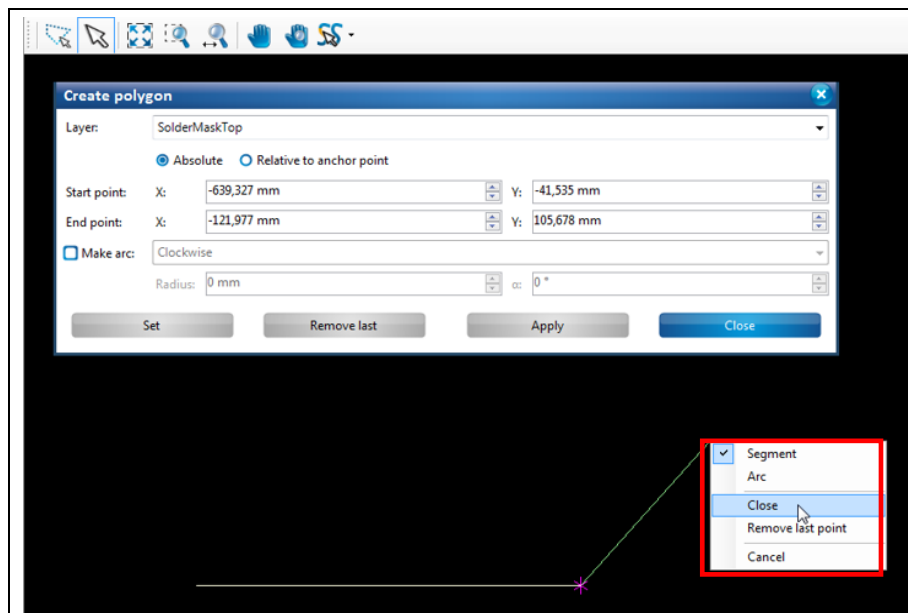 Create polygon
Layer: SolderMaskTop
Absolute Relative to anchor point
Start point: X: -639,327 mm Y: -41,535 mm
End point: X: -121,977 mm Y: 105,678 mm
Make arc: Clockwise
Radius: 0 mm α: 0 °
Set Remove last Apply Close
Segment
Arc
Close
Remove last point
Cancel